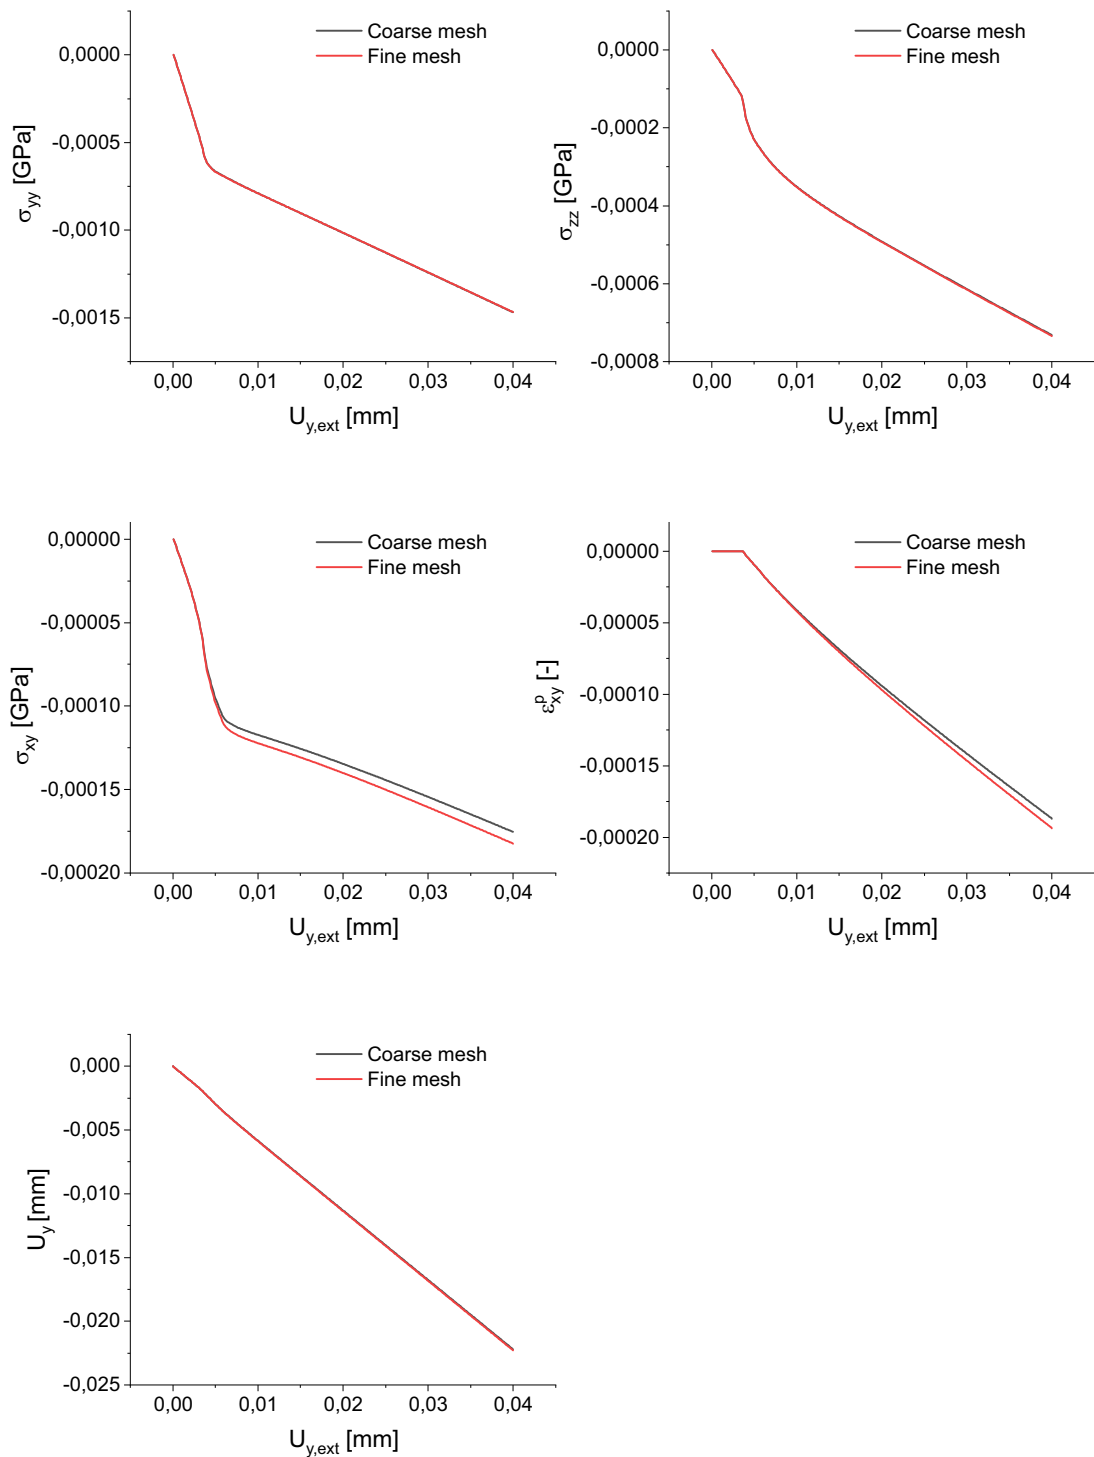 Coarse mesh
Fine mesh
0,0000
-0,0005
-0,0010
-0,0015
σyy [GPa]
0,00 0,01 0,02 0,03 0,04
Uy,ext [mm]
Coarse mesh
Fine mesh
0,0000
-0,0002
-0,0004
-0,0006
-0,0008
σzz [GPa]
0,00 0,01 0,02 0,03 0,04
Uy,ext [mm]
Coarse mesh
Fine mesh
0,00000
-0,00005
-0,00010
-0,00015
-0,00020
σxy [GPa]
0,00 0,01 0,02 0,03 0,04
Uy,ext [mm]
Coarse mesh
Fine mesh
0,00000
-0,00005
-0,00010
-0,00015
-0,00020
εpxy [-]
0,00 0,01 0,02 0,03 0,04
Uy,ext [mm]
Coarse mesh
Fine mesh
0,000
-0,005
-0,010
-0,015
-0,020
-0,025
Uy [mm]
0,00 0,01 0,02 0,03 0,04
Uy,ext [mm]